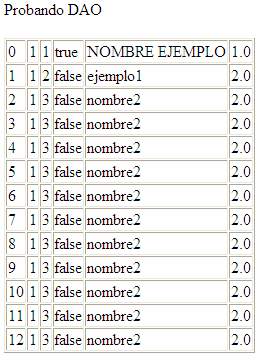 Probando DAO
0 1 1 true NOMBRE EJEMPLO 1.0
1 1 2 false ejemplo1 2.0
2 1 3 false nombre2 2.0
3 1 3 false nombre2 2.0
4 1 3 false nombre2 2.0
5 1 3 false nombre2 2.0
6 1 3 false nombre2 2.0
7 1 3 false nombre2 2.0
8 1 3 false nombre2 2.0
9 1 3 false nombre2 2.0
10 1 3 false nombre2 2.0
11 1 3 false nombre2 2.0
12 1 3 false nombre2 2.0